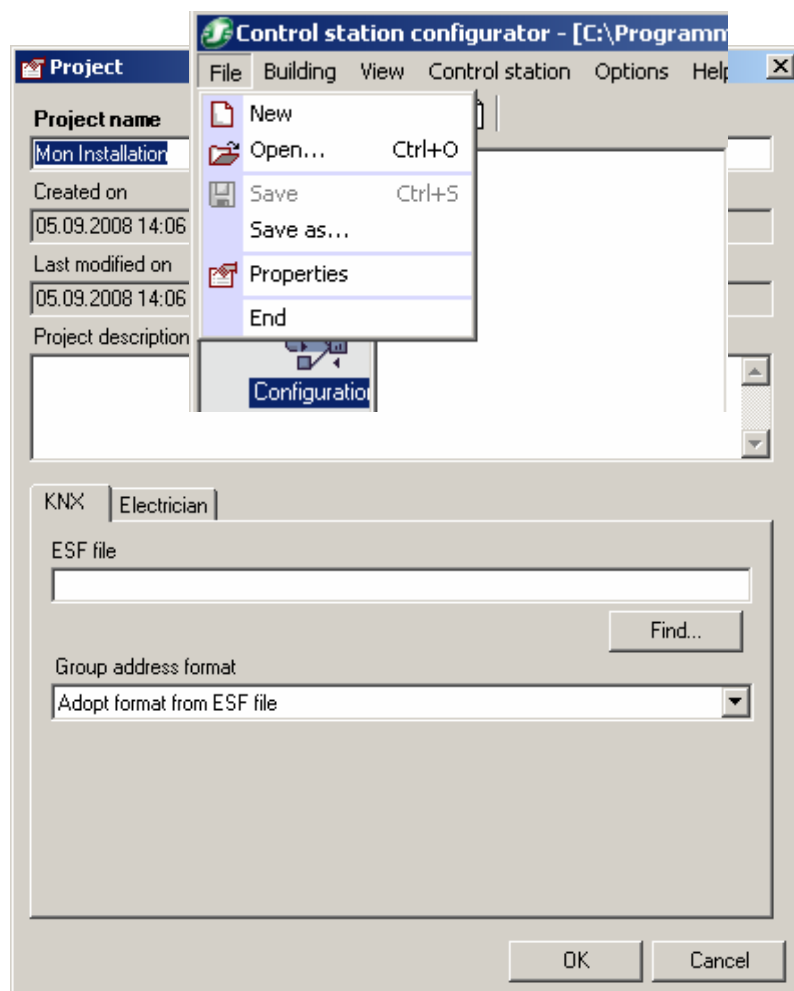 Control station configurator - [C:\Programm
Project
File Building View Control station Options Help
Project name
New
Mon Installation
Open... Ctrl+O
Created on
Save Ctrl+S
05.09.2008 14:06
Save as...
Last modified on
Properties
05.09.2008 14:06
End
Project description
Configuration
KNX Electrician
ESF file
Find...
Group address format
Adopt format from ESF file
OK Cancel